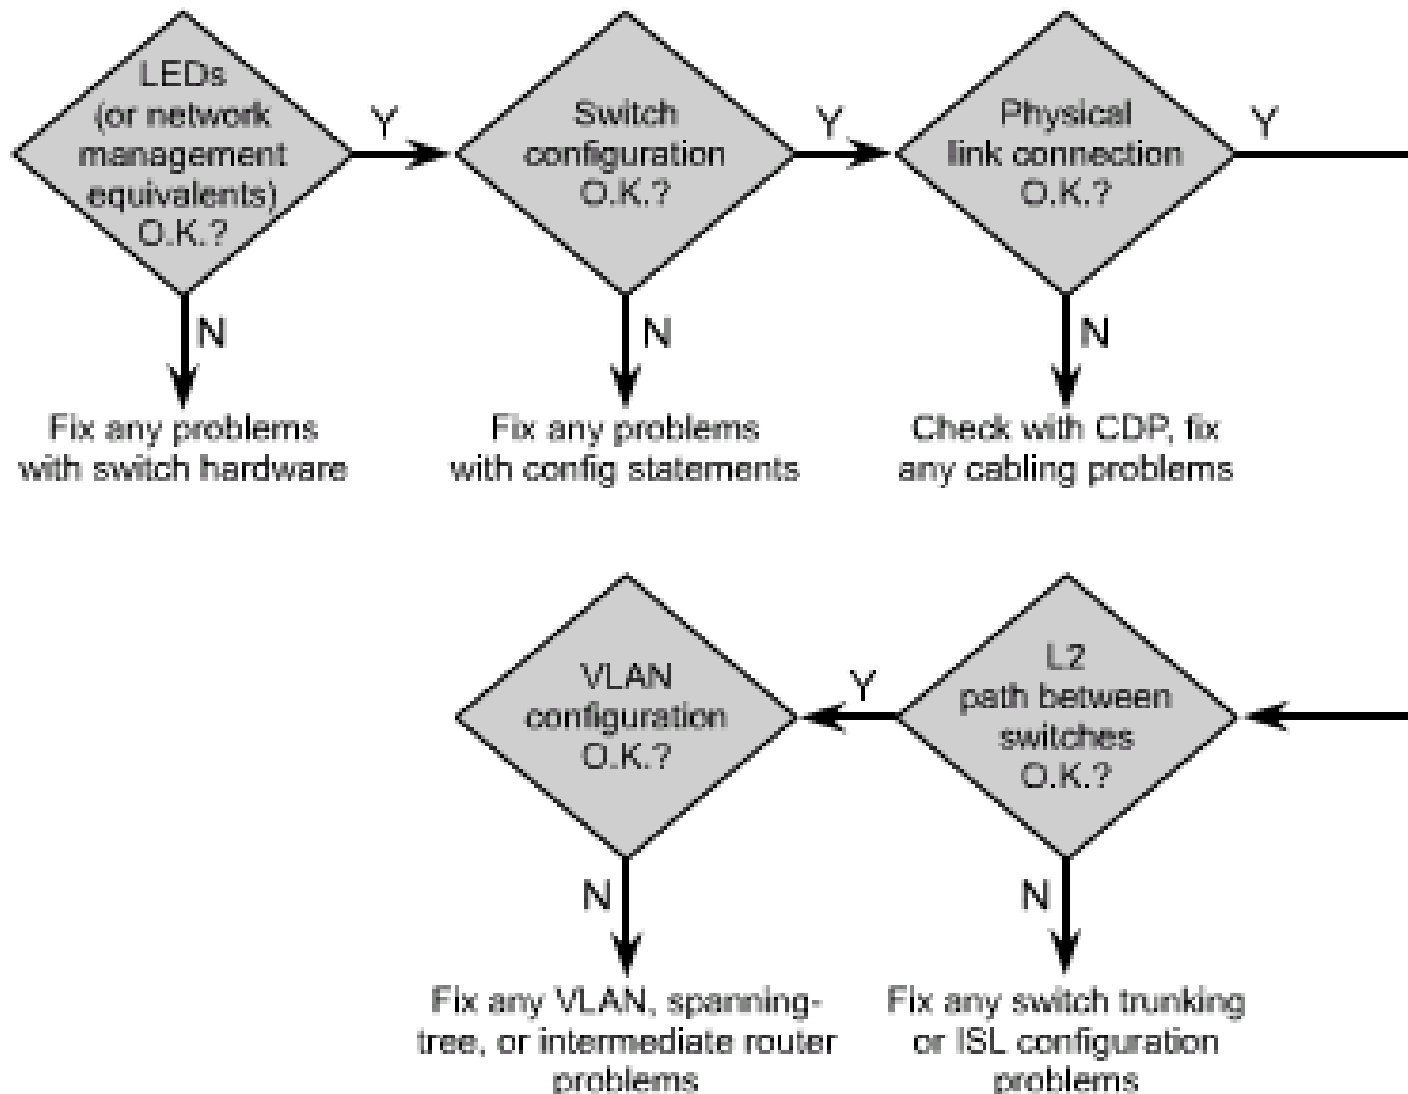 LEDs
(or network
management
equivalents)
O.K.?
Y
N
Fix any problems
with switch hardware
Switch
configuration
O.K.?
Y
N
Fix any problems
with config statements
Physical
link connection
O.K.?
Y
N
Check with CDP, fix
any cabling problems
L2
path between
switches
O.K.?
Y
N
Fix any switch trunking
or ISL configuration
problems
VLAN
configuration
O.K.?
N
Fix any VLAN, spanning-
tree, or intermediate router
problems